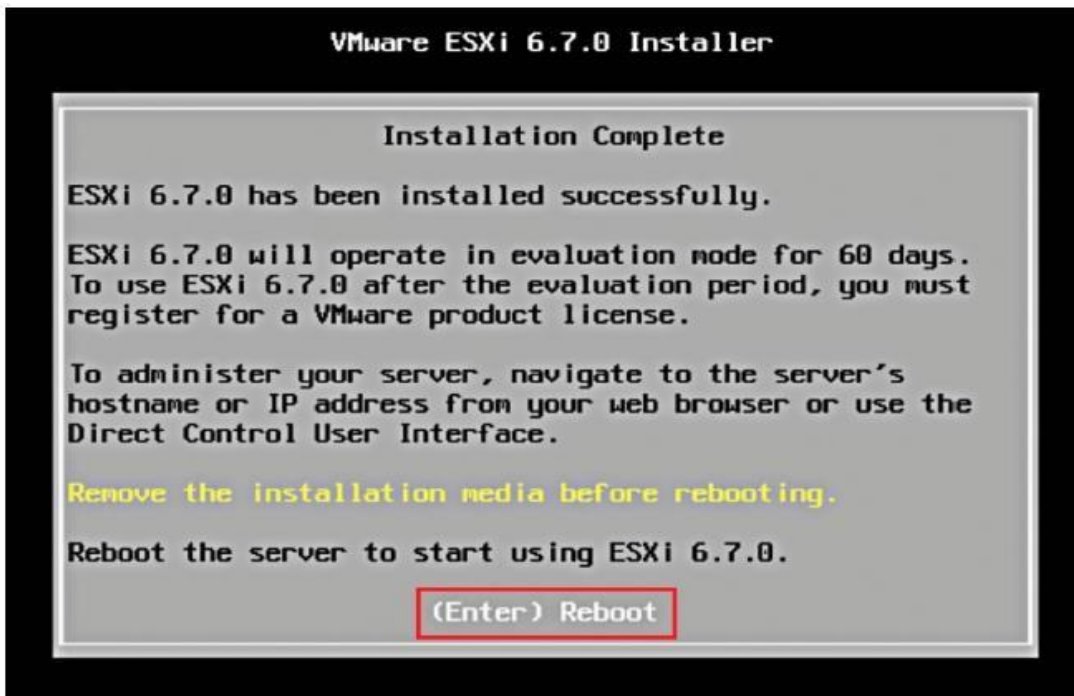 VMware ESXi 6.7.0 Installer
Installation Complete
ESXi 6.7.0 has been installed successfully.
ESXi 6.7.0 will operate in evaluation mode for 60 days.
To use ESXi 6.7.0 after the evaluation period, you must
register for a VMware product license.
To administer your server, navigate to the server's
hostname or IP address from your web browser or use the
Direct Control User Interface.
Remove the installation media before rebooting.
Reboot the server to start using ESXi 6.7.0.
(Enter) Reboot